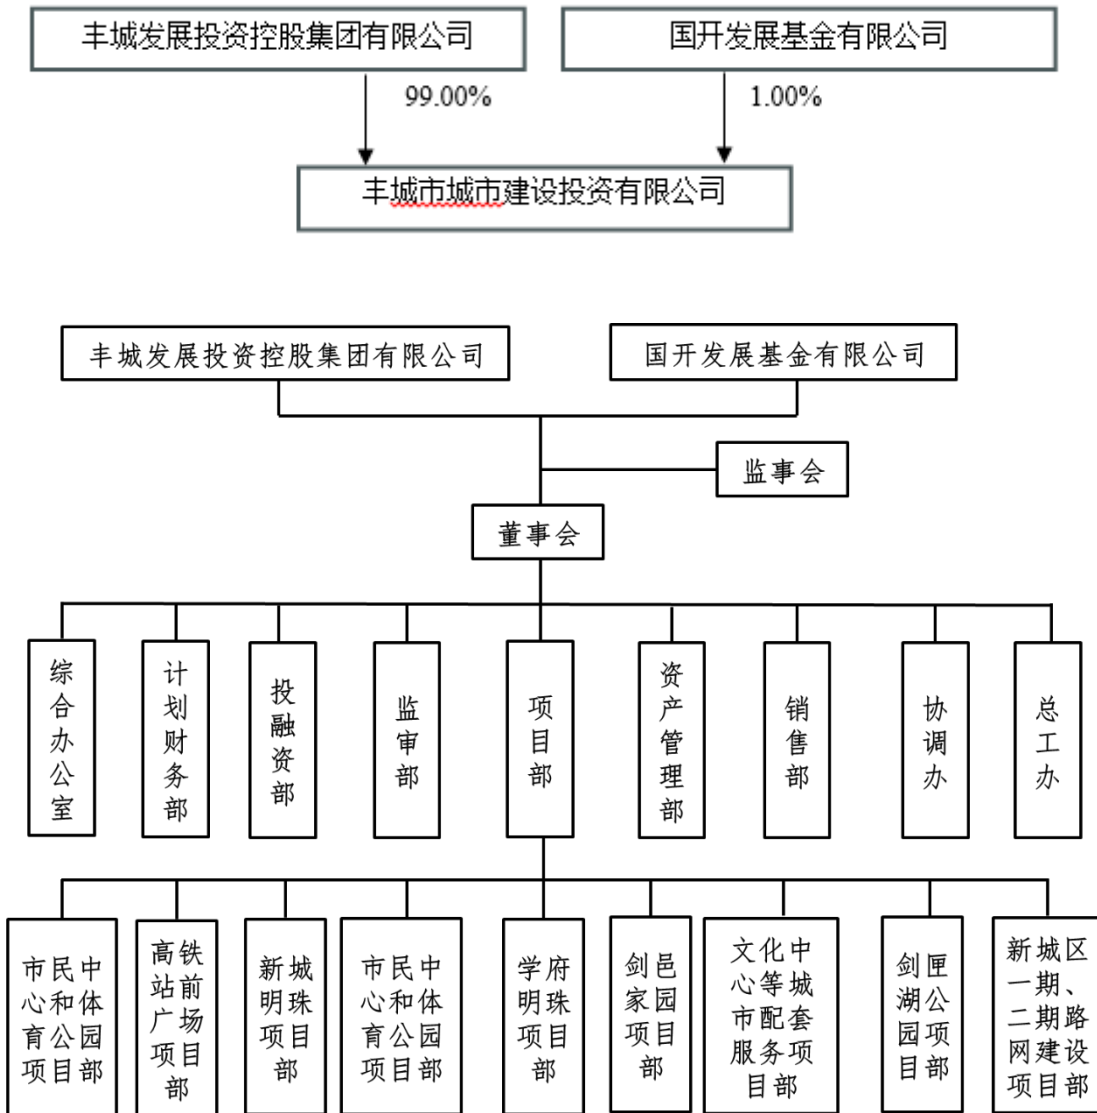 丰城发展投资控股集团有限公司
国开发展基金有限公司
99.00%
1.00%
丰城市城市建设投资有限公司
丰城发展投资控股集团有限公司
国开发展基金有限公司
监事会
董事会
综合办公室
计划财务部
投融资部
监审部
项目部
资产管理部
销售部
协调办
总工办
市民中
心和体
育公园
项目部
高铁
站前
广场
项目
部
新城
明珠
项目
部
市民中
心和体
育公园
项目部
学府
明珠
项目
部
剑邑
家园
项目
部
文化中
心等城
市配套
服务项
目部
剑匣
湖公
园项
目部
新城区
一期、
二期路
网建设
项目部